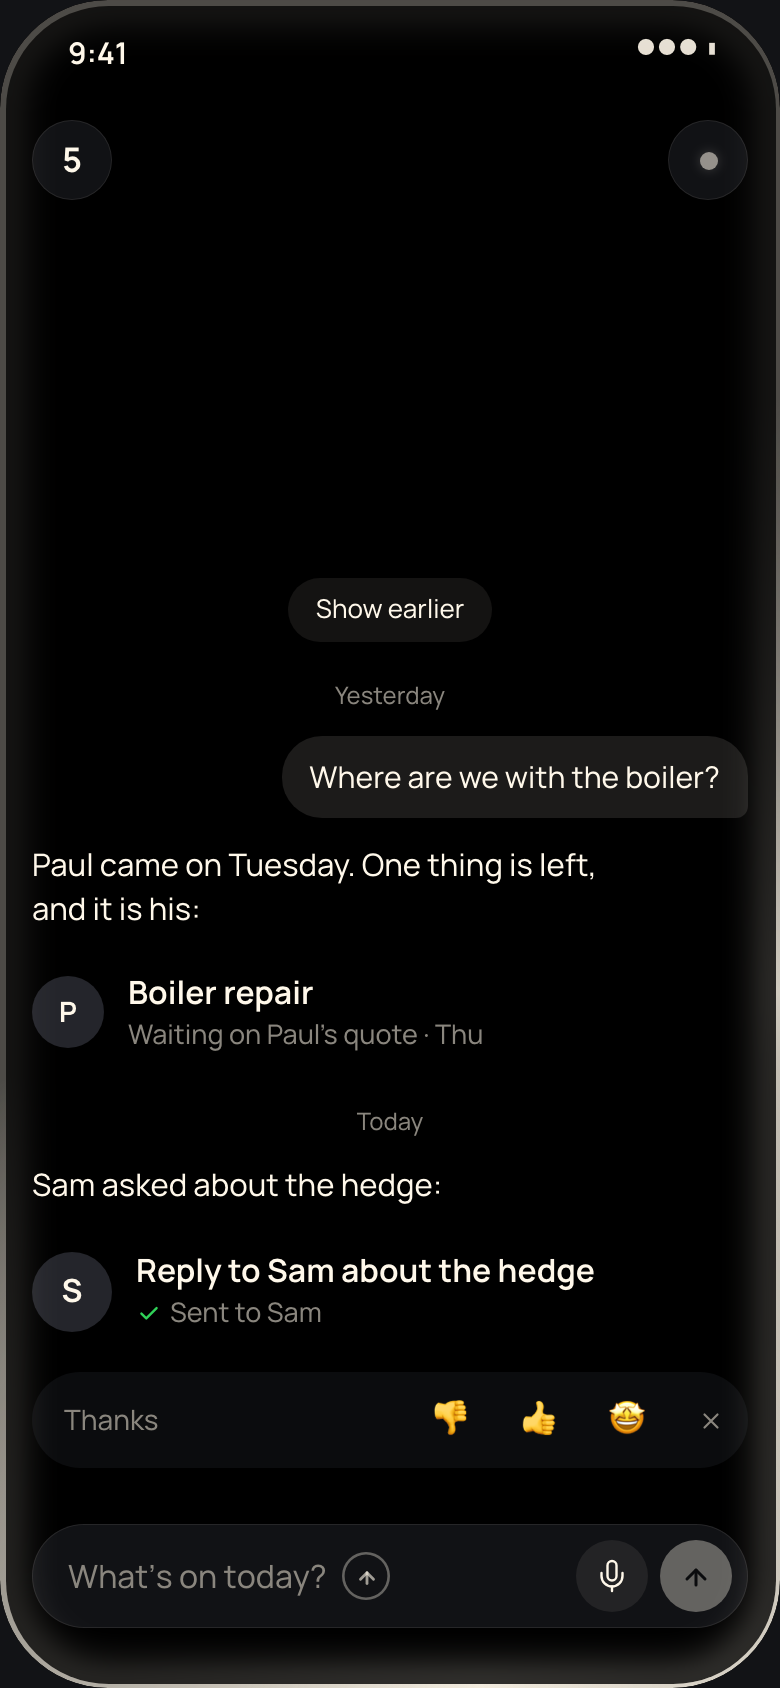 9:41
5
Show earlier
Yesterday
Where are we with the boiler?
Paul came on Tuesday. One thing is left,
and it is his:
P
Boiler repair
Waiting on Paul’s quote · Thu
Today
Sam asked about the hedge:
S
Reply to Sam about the hedge
Sent to Sam
Thanks
What’s on today?